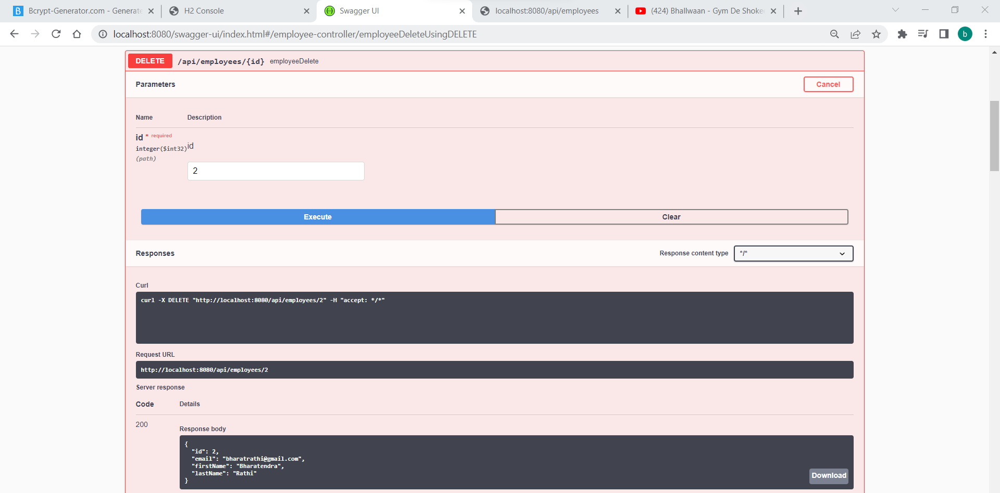 Bcrypt-Generator.com - Generate
H2 Console
Swagger UI
localhost:8080/api/employees
(424) Bhallwaan - Gym De Shoke
localhost:8080/swagger-ui/index.html#/employee-controller/employeeDeleteUsingDELETE
b
DELETE /api/employees/{id} employeeDelete
Parameters
Cancel
Name Description
id * required
integer($int32)
(path)
id
2
Execute
Clear
Responses
Response content type */*
Curl
curl -X DELETE "http://localhost:8080/api/employees/2" -H "accept: */*"
Request URL
http://localhost:8080/api/employees/2
Server response
Code Details
200
Response body
{
"id": 2,
"email": "bharatrathi@gmail.com",
"firstName": "Bharatendra",
"lastName": "Rathi"
}
Download